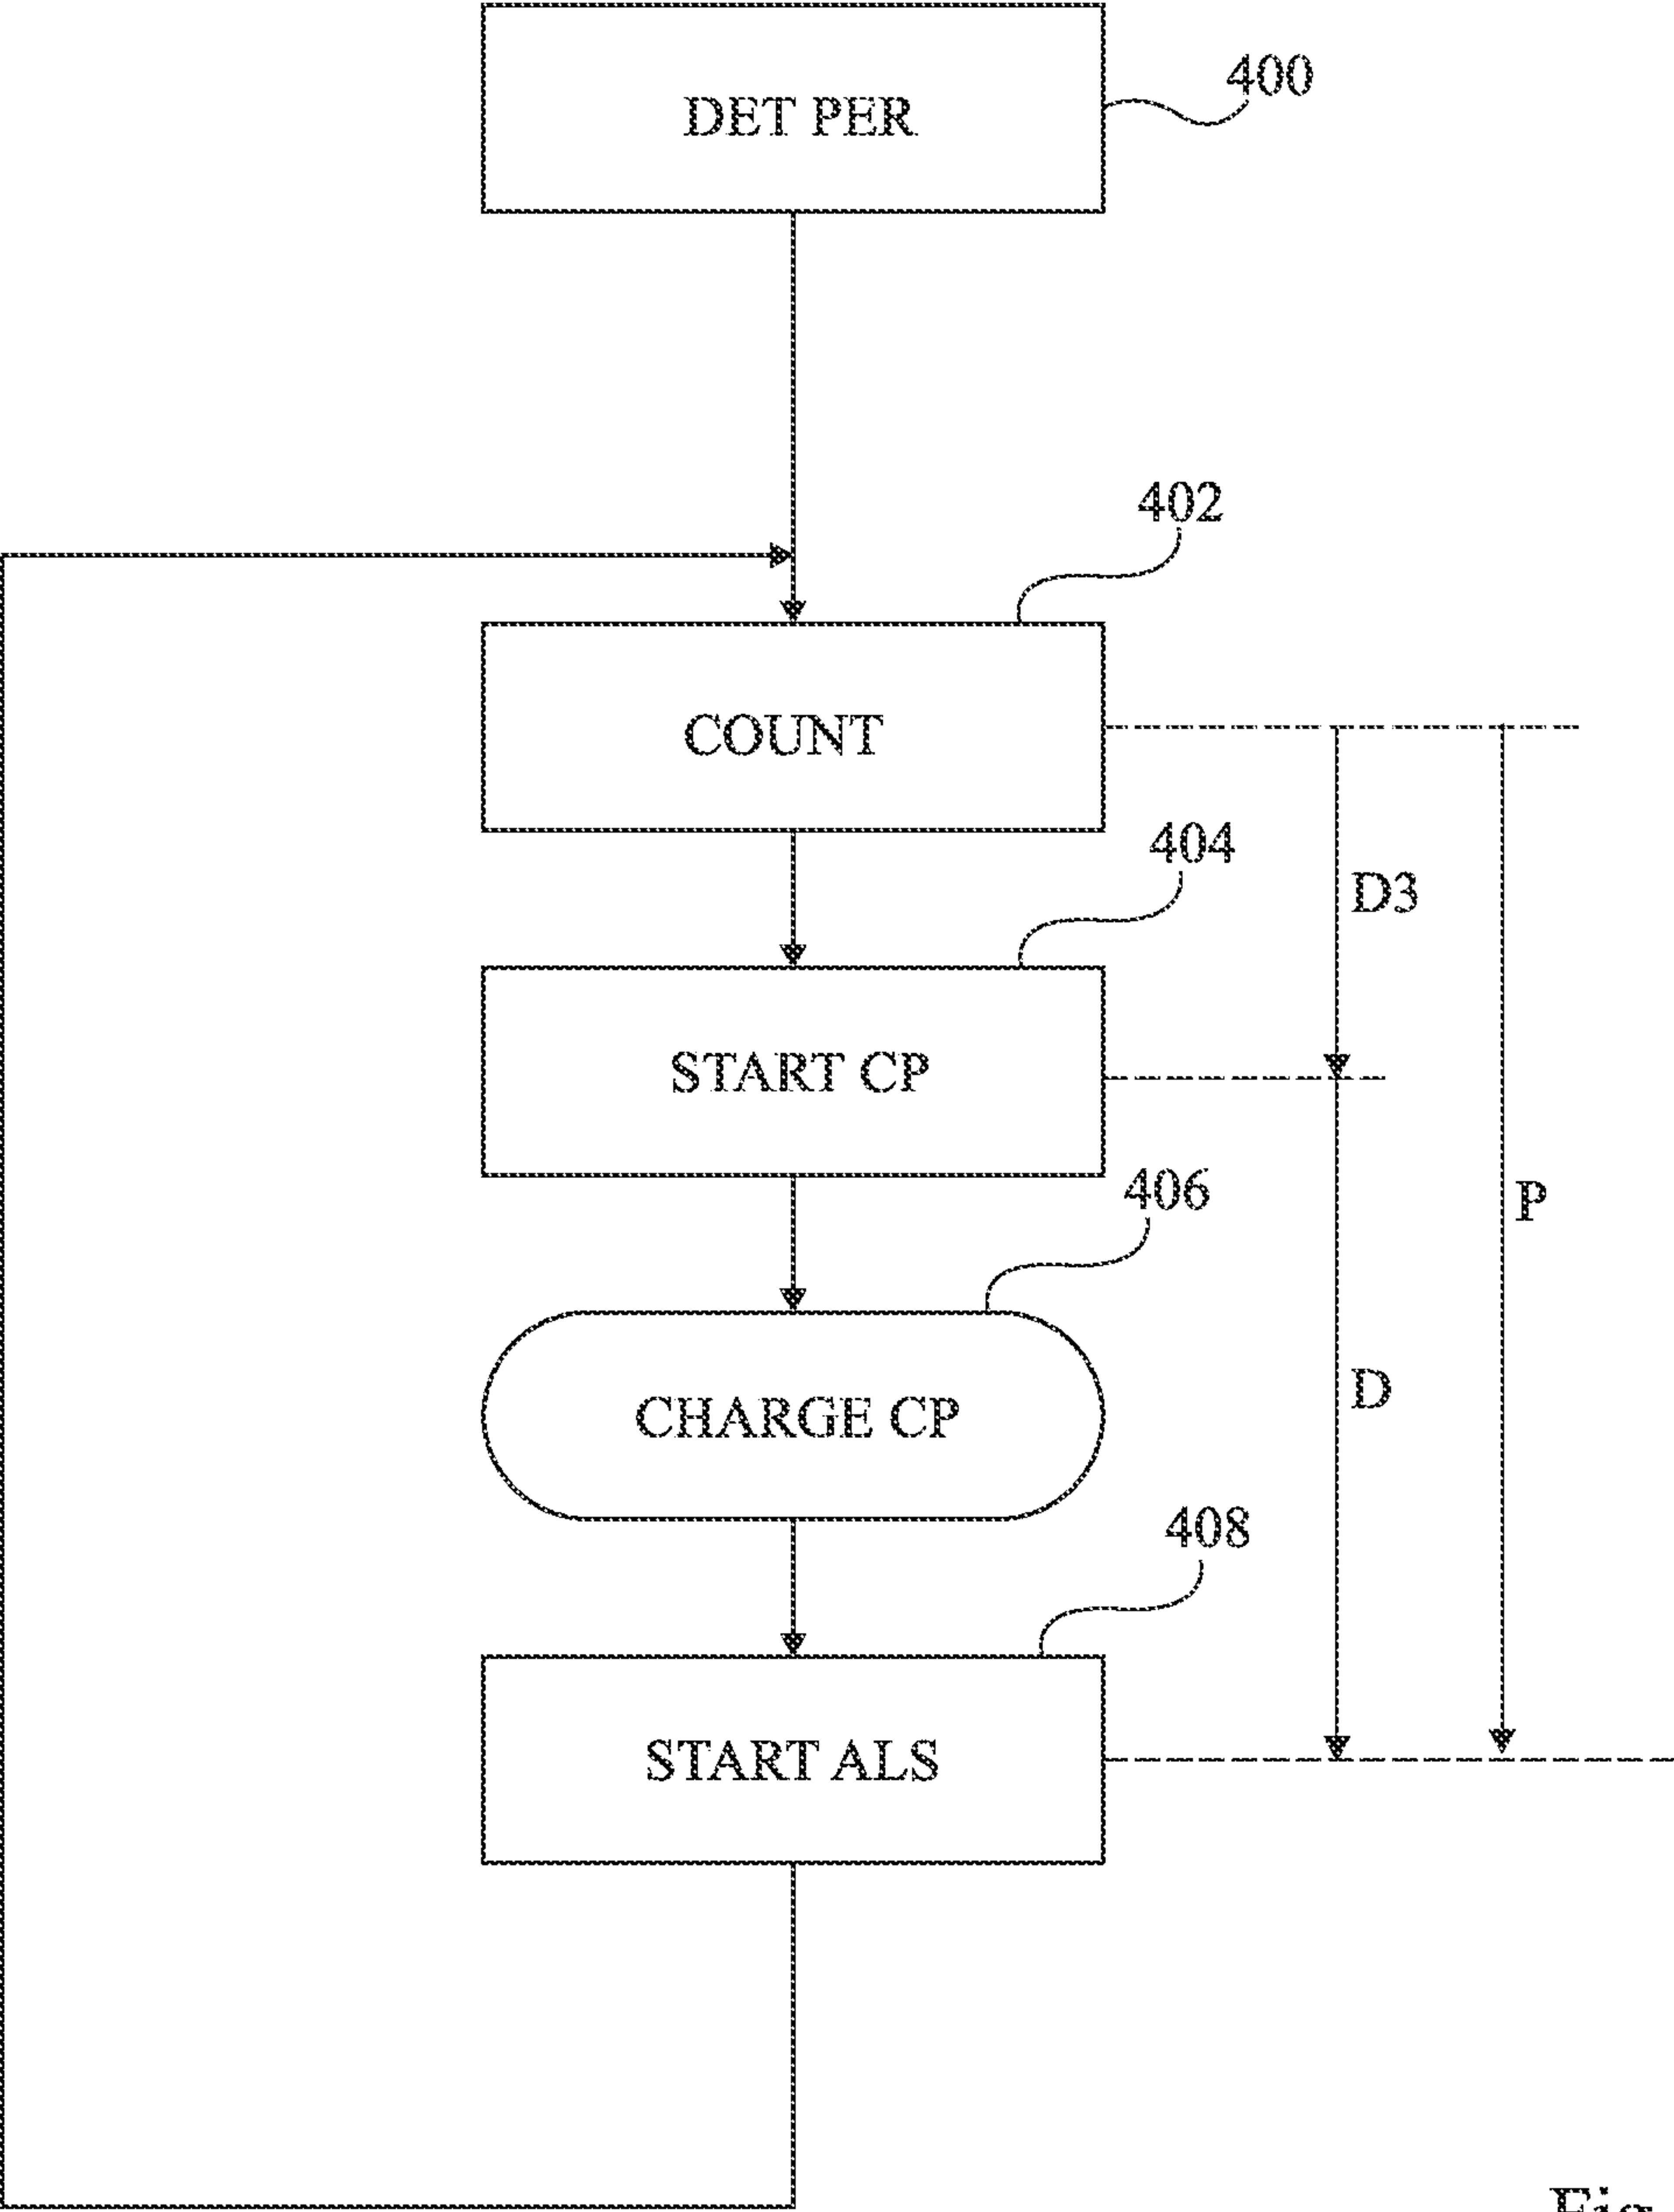 DET PER
400
402
COUNT
404
D3
START CP
406
P
D
CHARGE CP
408
START ALS